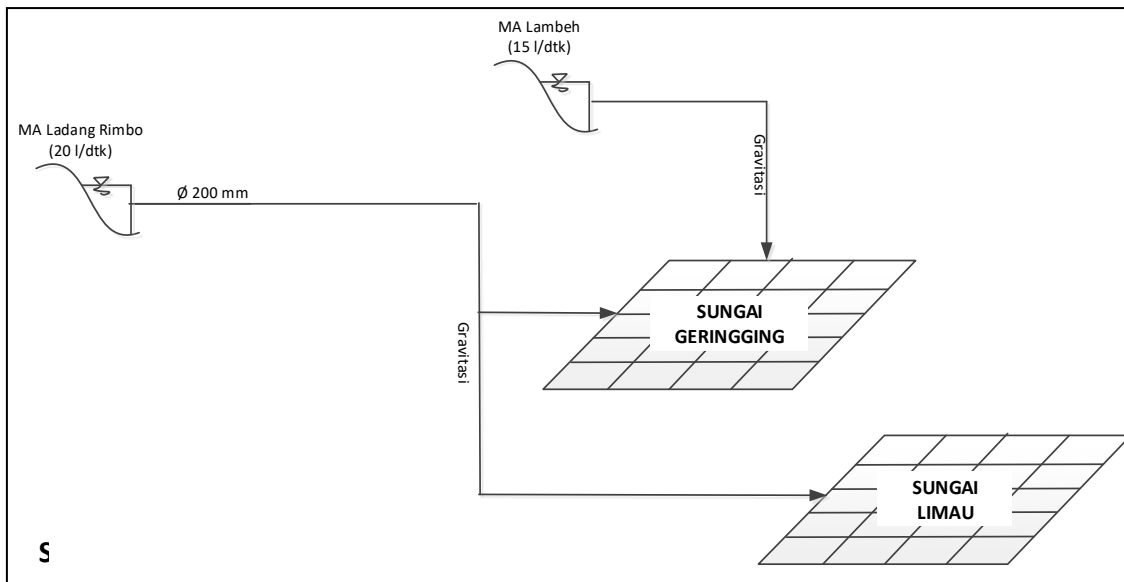 MA Lambeh
(15 l/dtk)
MA Ladang Rimbo
(20 l/dtk)
Ø 200 mm
Gravitasi
Gravitasi
SUNGAI
GERINGGING
SUNGAI
LIMAU
S